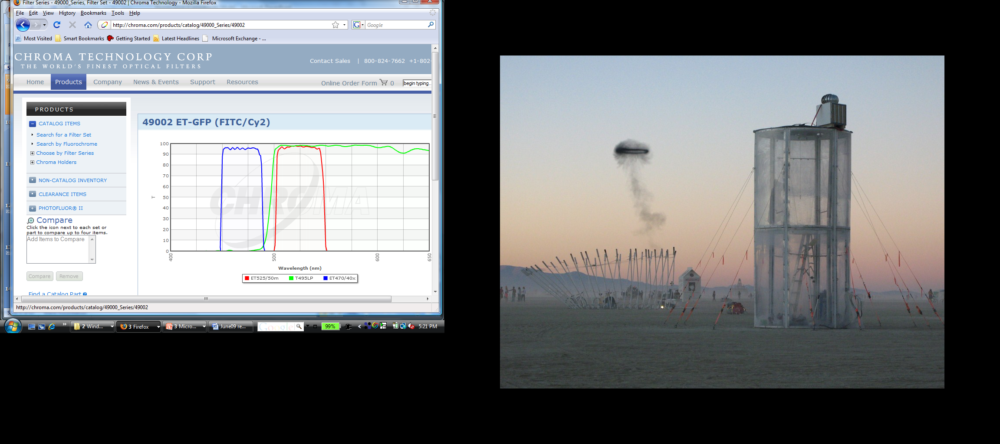 Filter Series - 49000_Series, Filter Set - 49002 | Chroma Technology - Mozilla Firefox
File Edit View History Bookmarks Tools Help
http://chroma.com/products/catalog/49000_Series/49002
G Google
Most Visited Smart Bookmarks Getting Started Latest Headlines Microsoft Exchange - ...
CHROMA TECHNOLOGY CORP
THE WORLD'S FINEST OPTICAL FILTERS
Contact Sales | 800-824-7662 +1-802-
Home Products Company News & Events Support Resources
Online Order Form 0 begin typing..
PRODUCTS
CATALOG ITEMS
Search for a Filter Set
Search by Fluorochrome
Choose by Filter Series
Chroma Holders
NON-CATALOG INVENTORY
CLEARANCE ITEMS
PHOTOFLUOR® II
Compare
Click the icon next to each set or
part to compare up to four items.
Add Items to Compare
Compare Remove
Find a Catalog Part
49002 ET-GFP (FITC/Cy2)
100
90
80
70
60
50
40
30
20
10
0
T
CHROMA
400 500 600 650
Wavelength (nm)
ET525/50m T495LP ET470/40x
http://chroma.com/products/catalog/49000_Series/49002
2 Wind... 3 Firefox 3 Micro... June09 re... Google 99% 5:21 PM